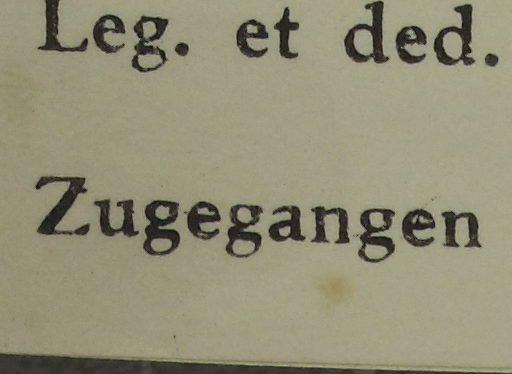 Leg. et ded.
Zugegangen